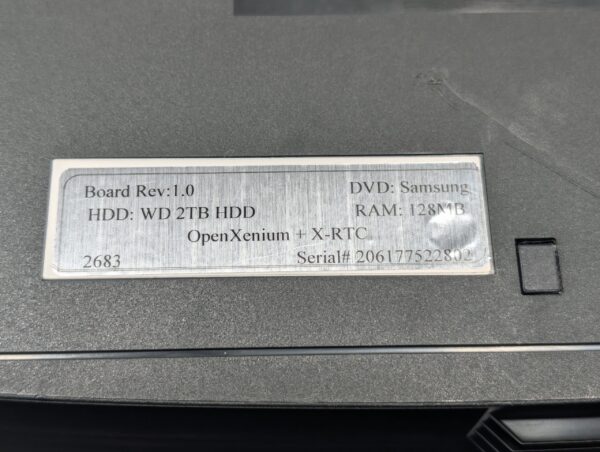 Board Rev:1.0 DVD: Samsung
HDD: WD 2TB HDD RAM: 128MB
OpenXenium + X-RTC
2683 Serial# 206177522802